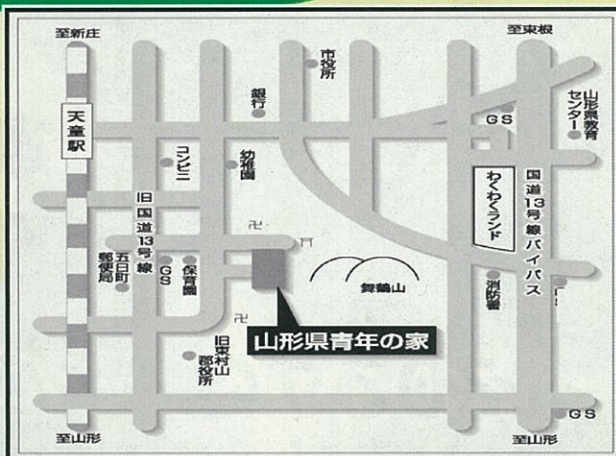 至新庄
至東根
市役所
銀行
天童駅
山形県教育
センター
GS
コンビニ
幼稚園
わくわくランド
国道13号線バイパス
旧国道13号線
卍
五日町
郵便局
GS
保育園
舞鶴山
消防署
卍
山形県青年の家
旧東村山
郡役所
GS
至山形
至山形